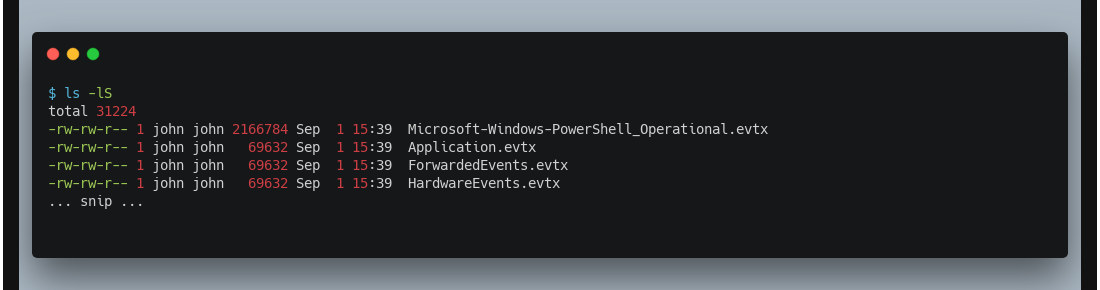 $ ls -lS
total 31224
-rw-rw-r-- 1 john john 2166784 Sep  1 15:39  Microsoft-Windows-PowerShell_Operational.evtx
-rw-rw-r-- 1 john john   69632 Sep  1 15:39  Application.evtx
-rw-rw-r-- 1 john john   69632 Sep  1 15:39  ForwardedEvents.evtx
-rw-rw-r-- 1 john john   69632 Sep  1 15:39  HardwareEvents.evtx
... snip ...